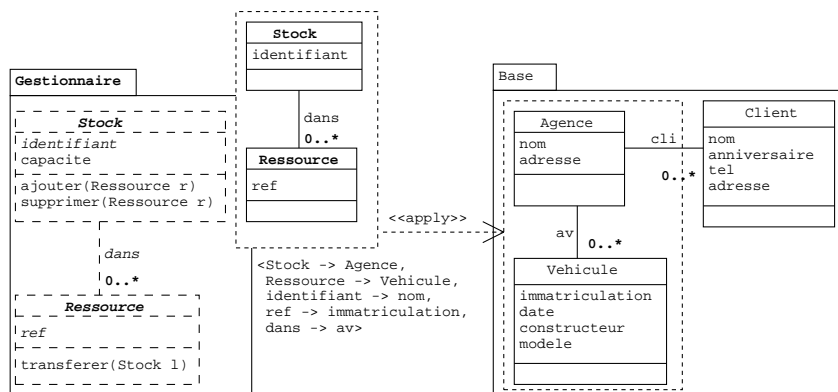 Gestionnaire
Stock
identifiant
capacite
ajouter(Ressource r)
supprimer(Ressource r)
dans
0..*
Ressource
ref
transferer(Stock l)
Stock
identifiant
dans
0..*
Ressource
ref
<<apply>>
<Stock -> Agence,
Ressource -> Vehicule,
identifiant -> nom,
ref -> immatriculation,
dans -> av>
Base
Agence
nom
adresse
cli
0..*
Client
nom
anniversaire
tel
adresse
av
0..*
Vehicule
immatriculation
date
constructeur
modele